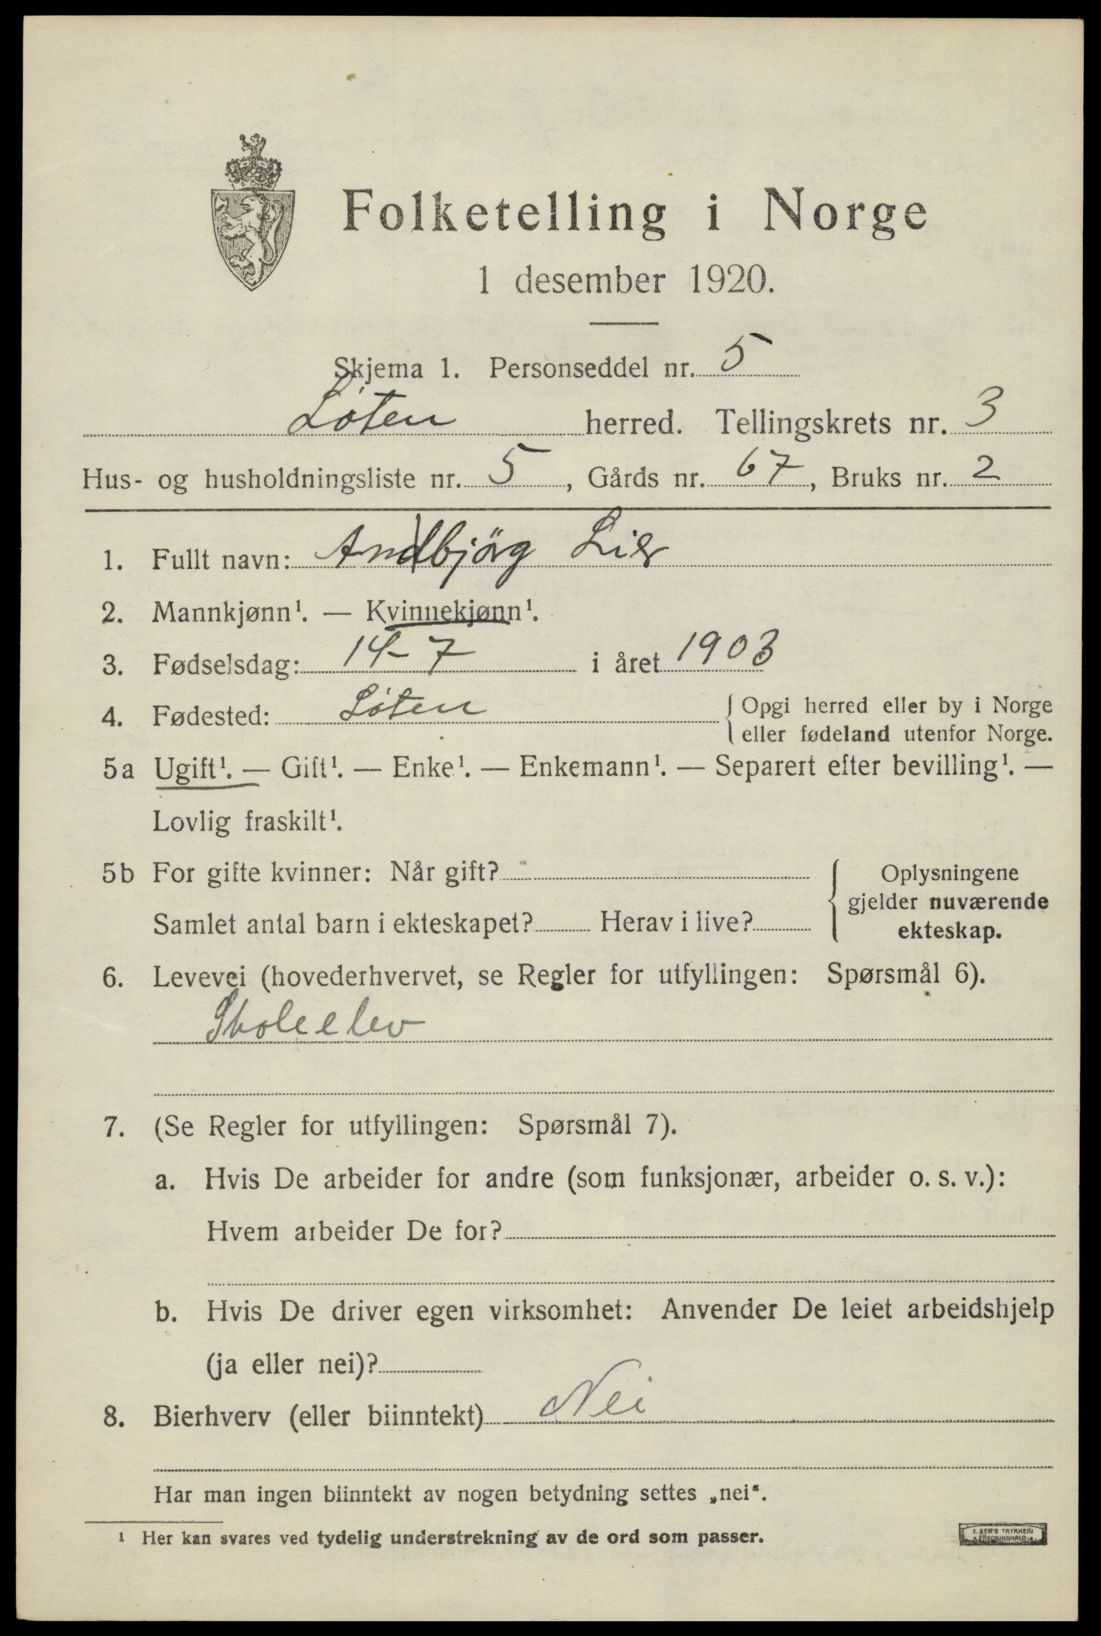 Folketelling i Norge
1 desember 1920.
Skjema 1. Personseddel nr. 5
Løten herred. Tellingskrets nr. 3
Hus- og husholdningsliste nr. 5, Gårds nr. 67, Bruks nr. 2
1. Fullt navn: Andbjörg Lier
2. Mannkjønn¹. — Kvinnekjønn¹.
3. Fødselsdag: 14-7 i året 1903
4. Fødested: Løten { Opgi herred eller by i Norge
eller fødeland utenfor Norge.
5a Ugift¹. — Gift¹. — Enke¹. — Enkemann¹. — Separert efter bevilling¹. —
Lovlig fraskilt¹.
5b For gifte kvinner: Når gift?
Samlet antal barn i ekteskapet? Herav i live?
Oplysningene
gjelder nuværende
ekteskap.
6. Levevei (hovederhvervet, se Regler for utfyllingen: Spørsmål 6).
Skoleelev
7. (Se Regler for utfyllingen: Spørsmål 7).
a. Hvis De arbeider for andre (som funksjonær, arbeider o. s. v.):
Hvem arbeider De for?
b. Hvis De driver egen virksomhet: Anvender De leiet arbeidshjelp
(ja eller nei)?
8. Bierhverv (eller biinntekt) Nei
Har man ingen biinntekt av nogen betydning settes „nei“.
¹ Her kan svares ved tydelig understrekning av de ord som passer.
E. SEM'S TRYKKERI
FREDRIKSHALD